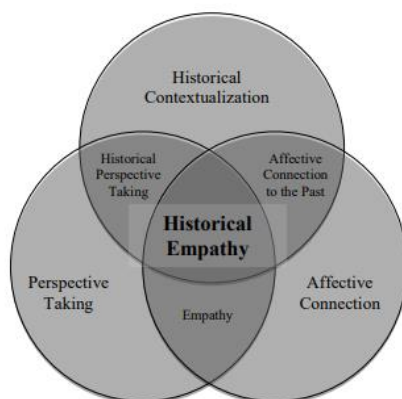 Historical
Contextualization
Historical
Perspective
Taking
Affective
Connection
to the Past
Historical
Empathy
Perspective
Taking
Affective
Connection
Empathy